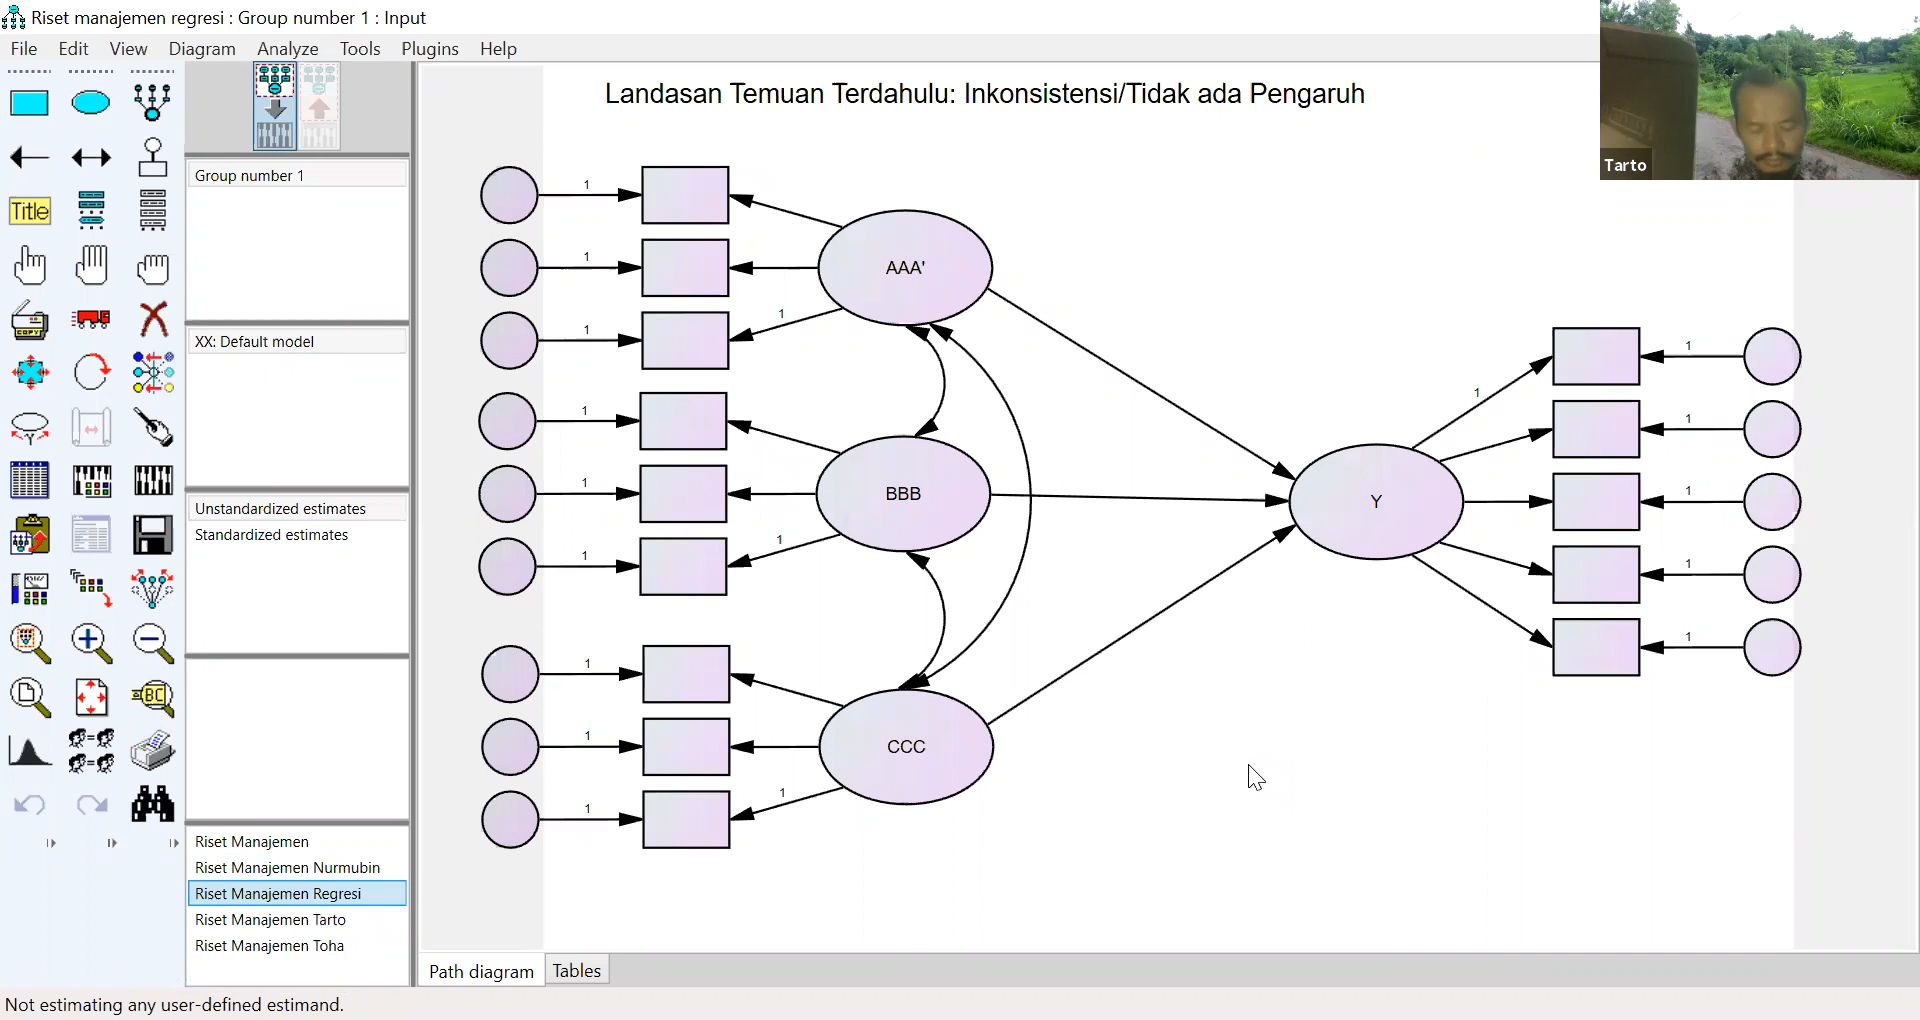 Riset manajemen regresi : Group number 1 : Input
File Edit View Diagram Analyze Tools Plugins Help
Title
COPY
Y
BC
Group number 1
XX: Default model
Unstandardized estimates
Standardized estimates
Riset Manajemen
Riset Manajemen Nurmubin
Riset Manajemen Regresi
Riset Manajemen Tarto
Riset Manajemen Toha
Landasan Temuan Terdahulu: Inkonsistensi/Tidak ada Pengaruh
Tarto
1
AAA'
1
1
1
1
BBB
1
1
1
1
CCC
1
1
1
Y
1
1
1
1
1
1
Path diagram Tables
Not estimating any user-defined estimand.